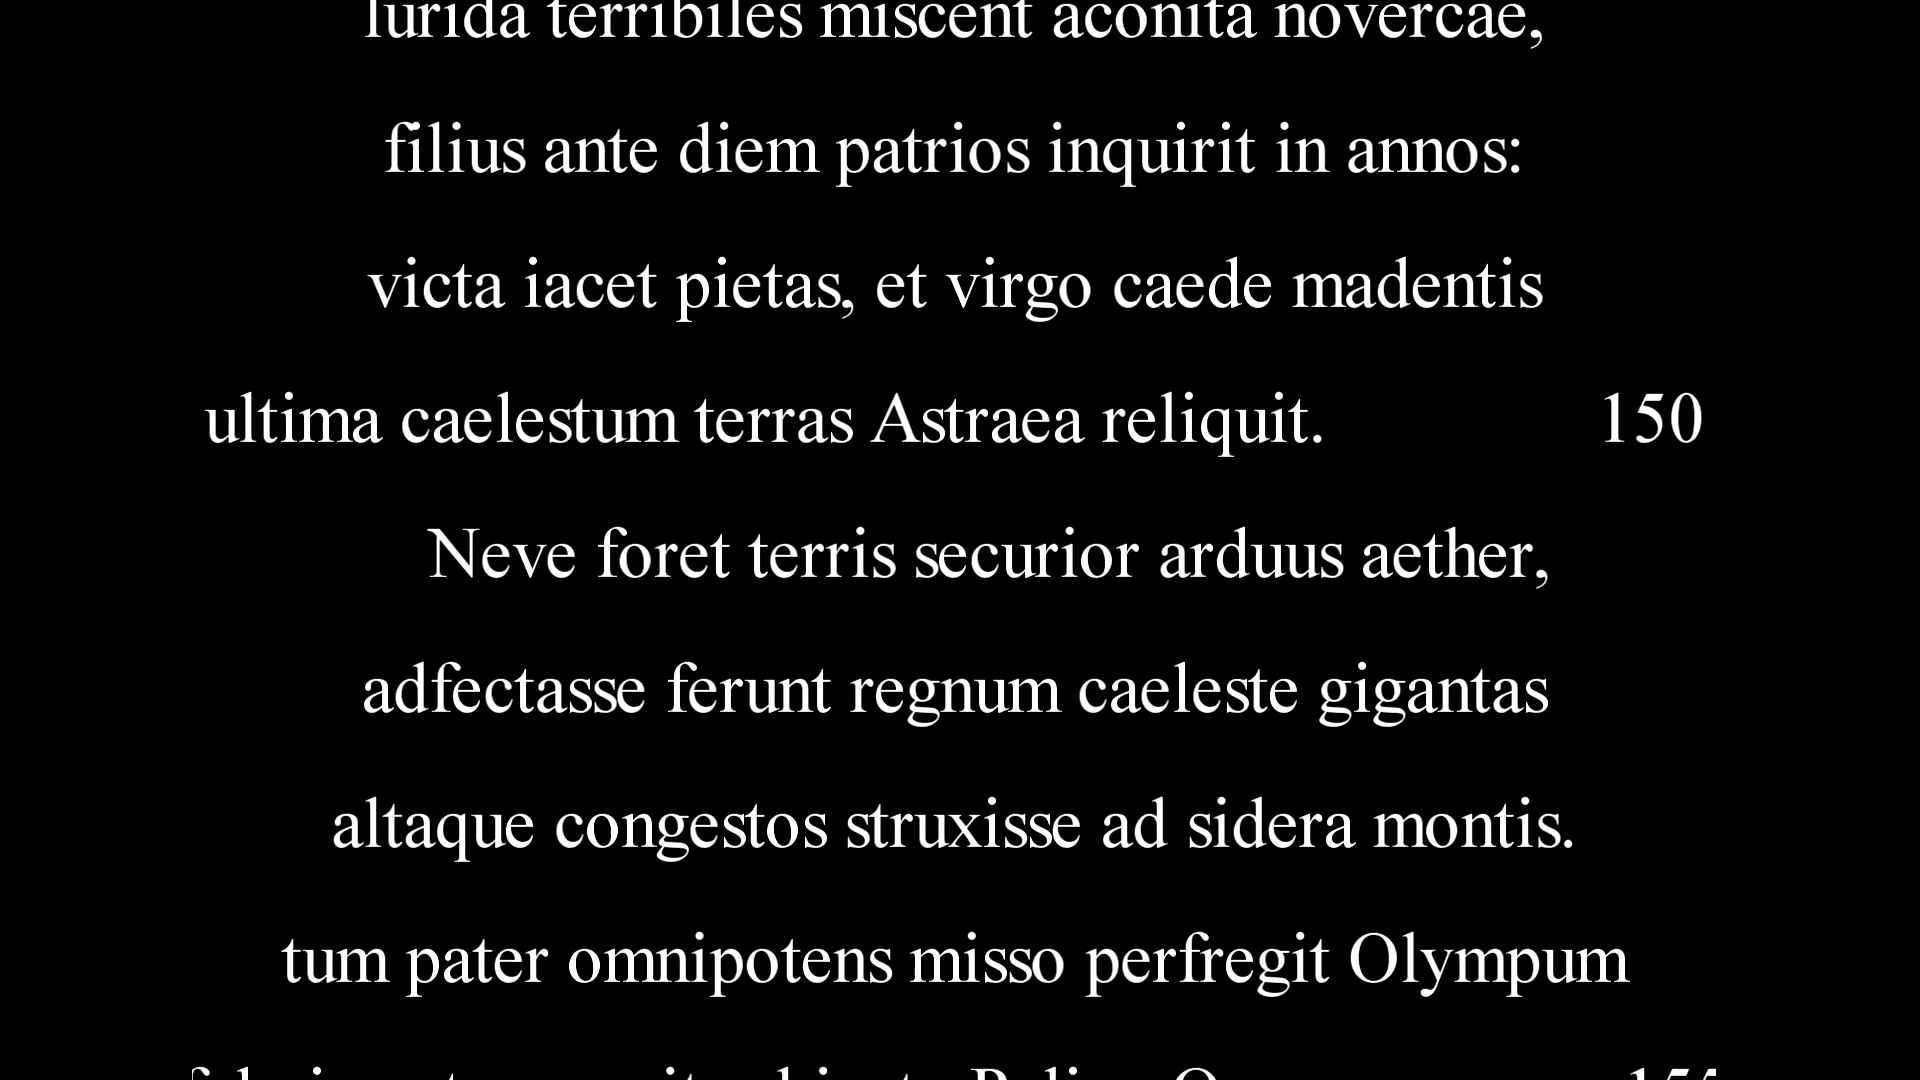 lurida terribiles miscent aconita novercae,
filius ante diem patrios inquirit in annos:
victa iacet pietas, et virgo caede madentis
ultima caelestum terras Astraea reliquit. 150
Neve foret terris securior arduus aether,
adfectasse ferunt regnum caeleste gigantas
altaque congestos struxisse ad sidera montis.
tum pater omnipotens misso perfregit Olympum